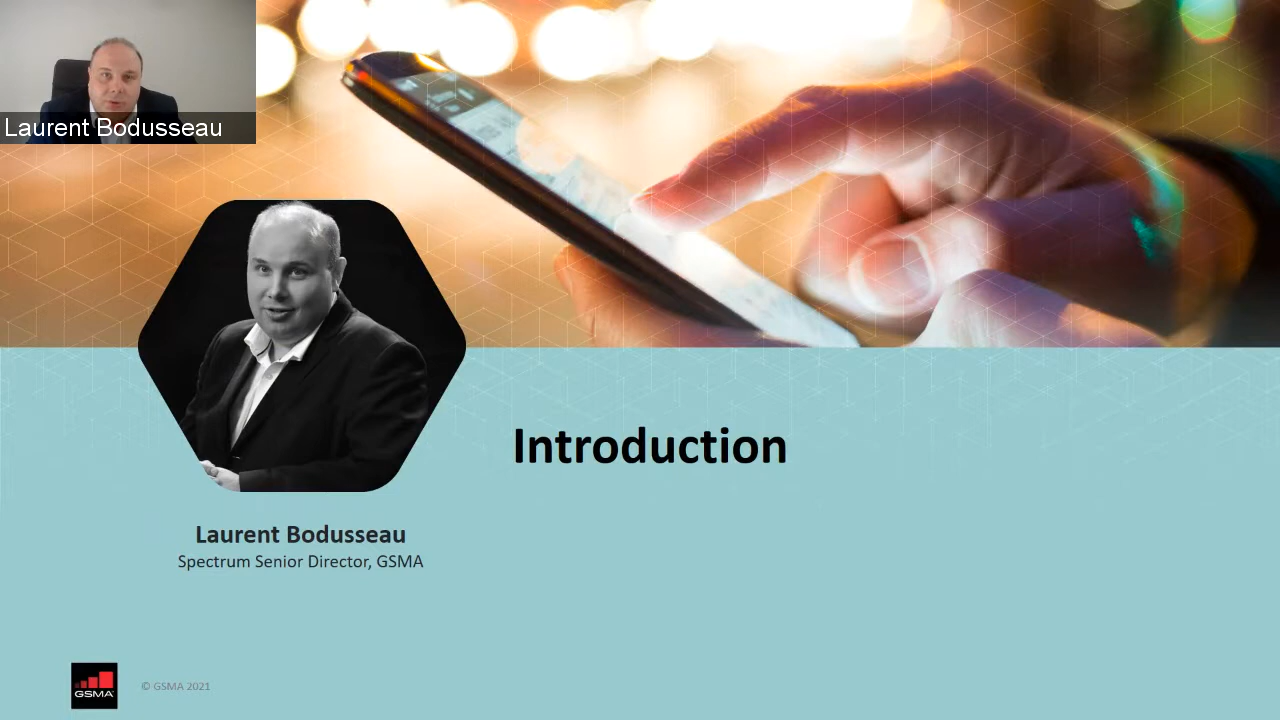 Laurent Bodusseau
Introduction
Laurent Bodusseau
Spectrum Senior Director, GSMA
GSMA
© GSMA 2021